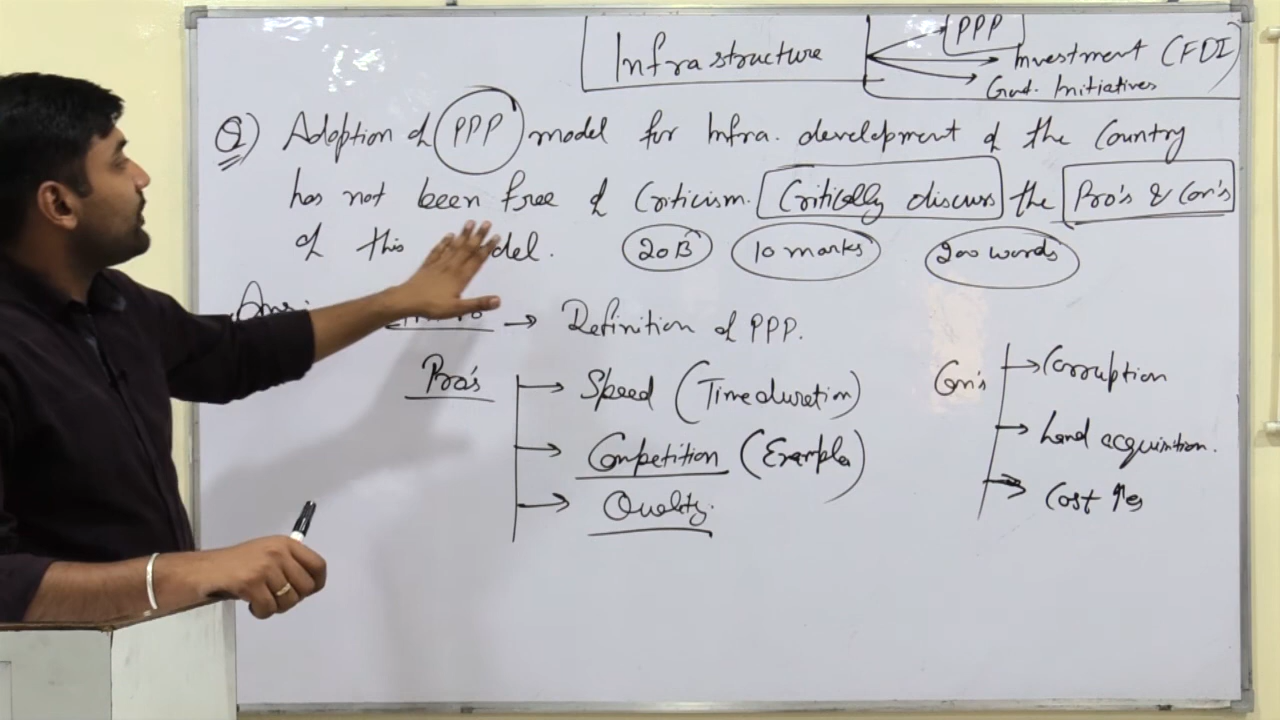 Infrastructure
PPP
Investment (FDI)
Govt. Initiatives
Q) Adoption of PPP model for Infra. development of the Country
has not been free of Criticism. Critically discuss the Pro's & Con's
of this model. 2013 10 marks 200 words
Ans:
→ Definition of PPP.
Pro's
→ Speed (Time duration)
→ Competition (Example)
→ Quality.
Con's
→ Corruption
→ Land acquisition.
→ Cost ↑es